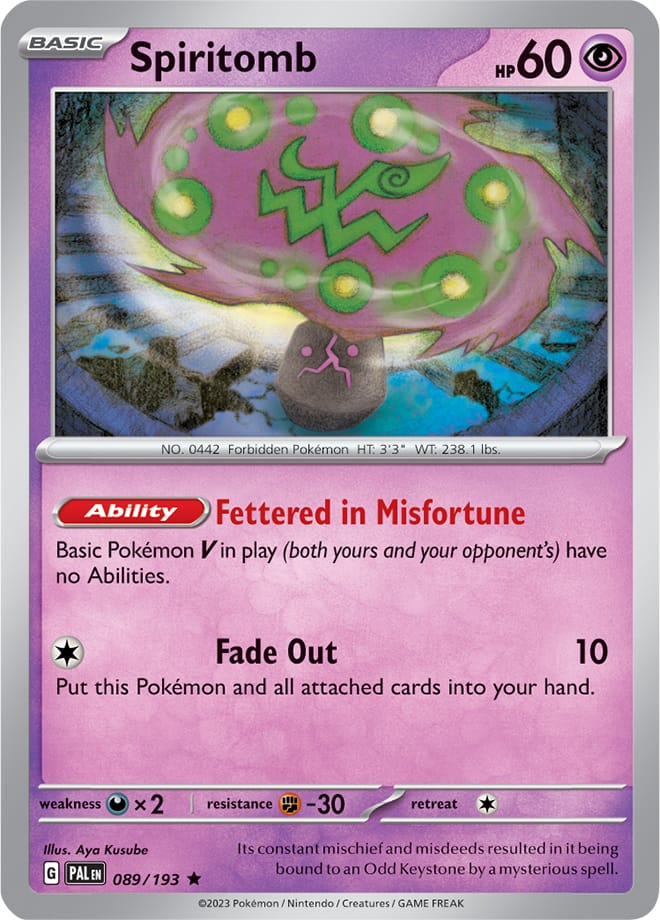 BASIC Spiritomb HP 60
NO. 0442 Forbidden Pokémon HT: 3'3" WT: 238.1 lbs.
Ability Fettered in Misfortune
Basic Pokémon V in play (both yours and your opponent's) have
no Abilities.
Fade Out 10
Put this Pokémon and all attached cards into your hand.
weakness ×2 resistance -30 retreat
Illus. Aya Kusube
Its constant mischief and misdeeds resulted in it being
bound to an Odd Keystone by a mysterious spell.
G PAL EN 089/193 ★
©2023 Pokémon / Nintendo / Creatures / GAME FREAK